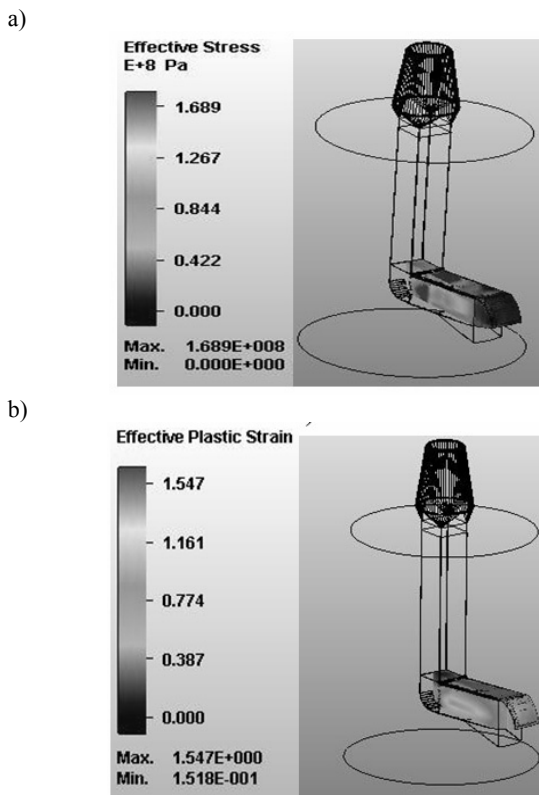 a)
Effective Stress
E+8 Pa
1.689
1.267
0.844
0.422
0.000
Max. 1.689E+008
Min. 0.000E+000
b)
Effective Plastic Strain
1.547
1.161
0.774
0.387
0.000
Max. 1.547E+000
Min. 1.518E-001